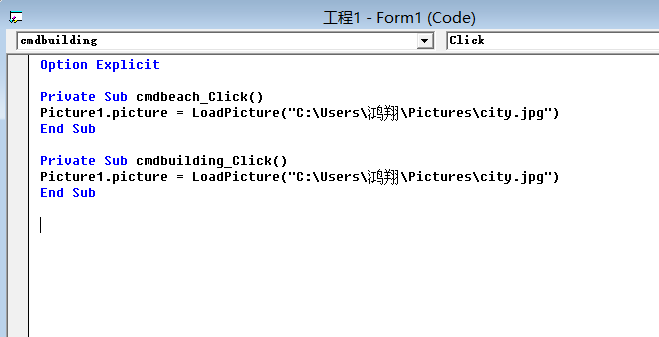 工程1 - Form1 (Code)
cmdbuilding Click
Option Explicit
Private Sub cmdbeach_Click()
Picture1.picture = LoadPicture("C:\Users\鸿翔\Pictures\city.jpg")
End Sub
Private Sub cmdbuilding_Click()
Picture1.picture = LoadPicture("C:\Users\鸿翔\Pictures\city.jpg")
End Sub